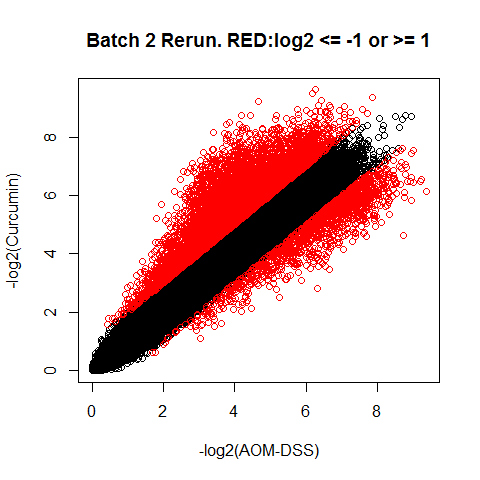 Batch 2 Rerun. RED:log2 <= -1 or >= 1
-log2(Curcumin)
8
6
4
2
0
0 2 4 6 8
-log2(AOM-DSS)